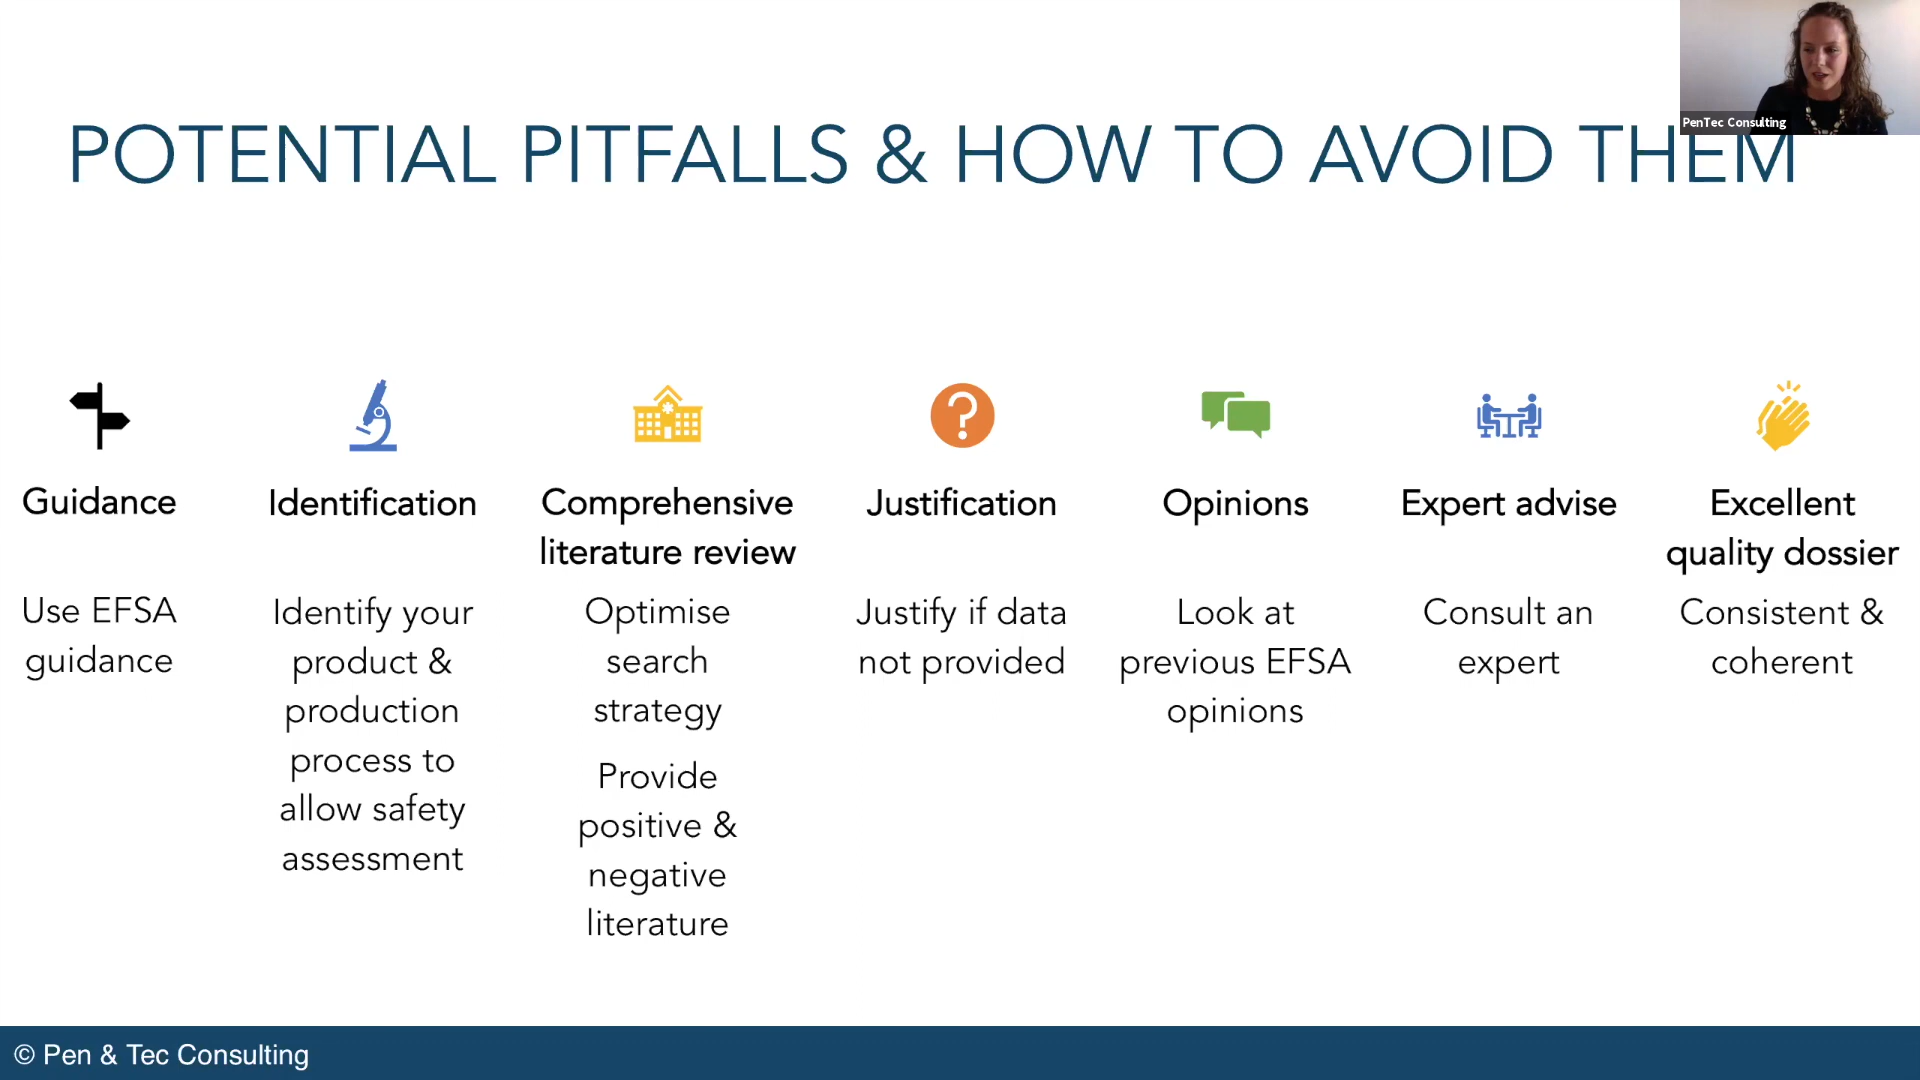 PenTec Consulting
POTENTIAL PITFALLS & HOW TO AVOID THEM
Guidance
Use EFSA
guidance
Identification
Identify your
product &
production
process to
allow safety
assessment
Comprehensive
literature review
Optimise
search
strategy
Provide
positive &
negative
literature
Justification
Justify if data
not provided
Opinions
Look at
previous EFSA
opinions
Expert advise
Consult an
expert
Excellent
quality dossier
Consistent &
coherent
© Pen & Tec Consulting